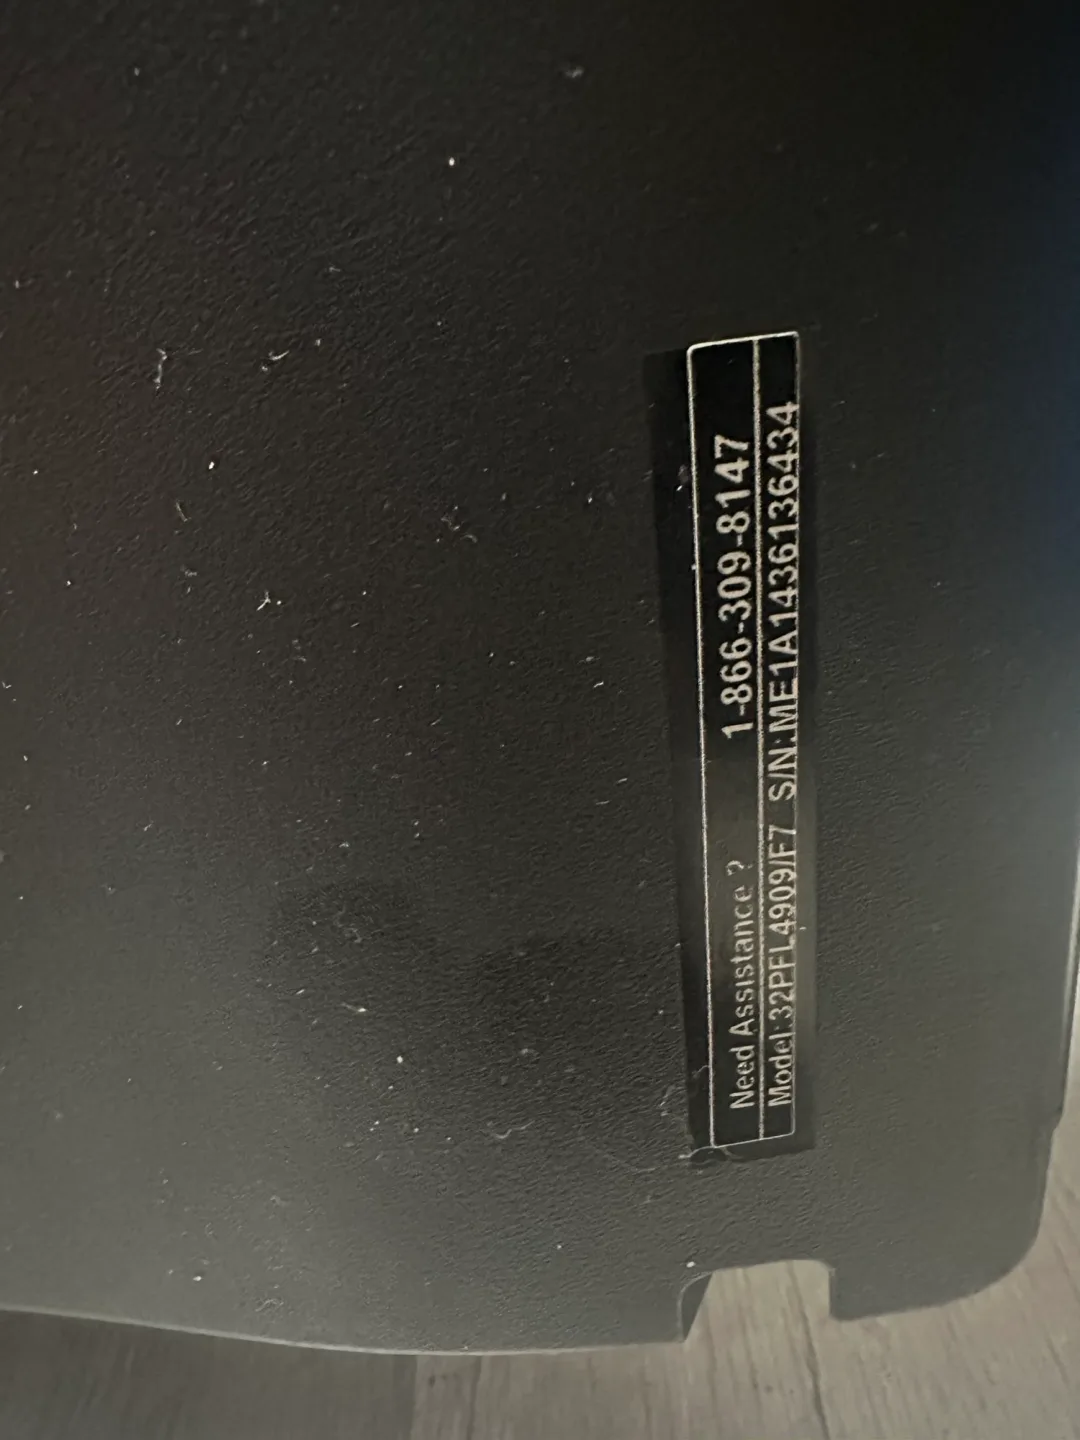 Need Assistance ? 1-866-309-8147
Model:32PFL4909/F7 S/N:ME1A1436136434